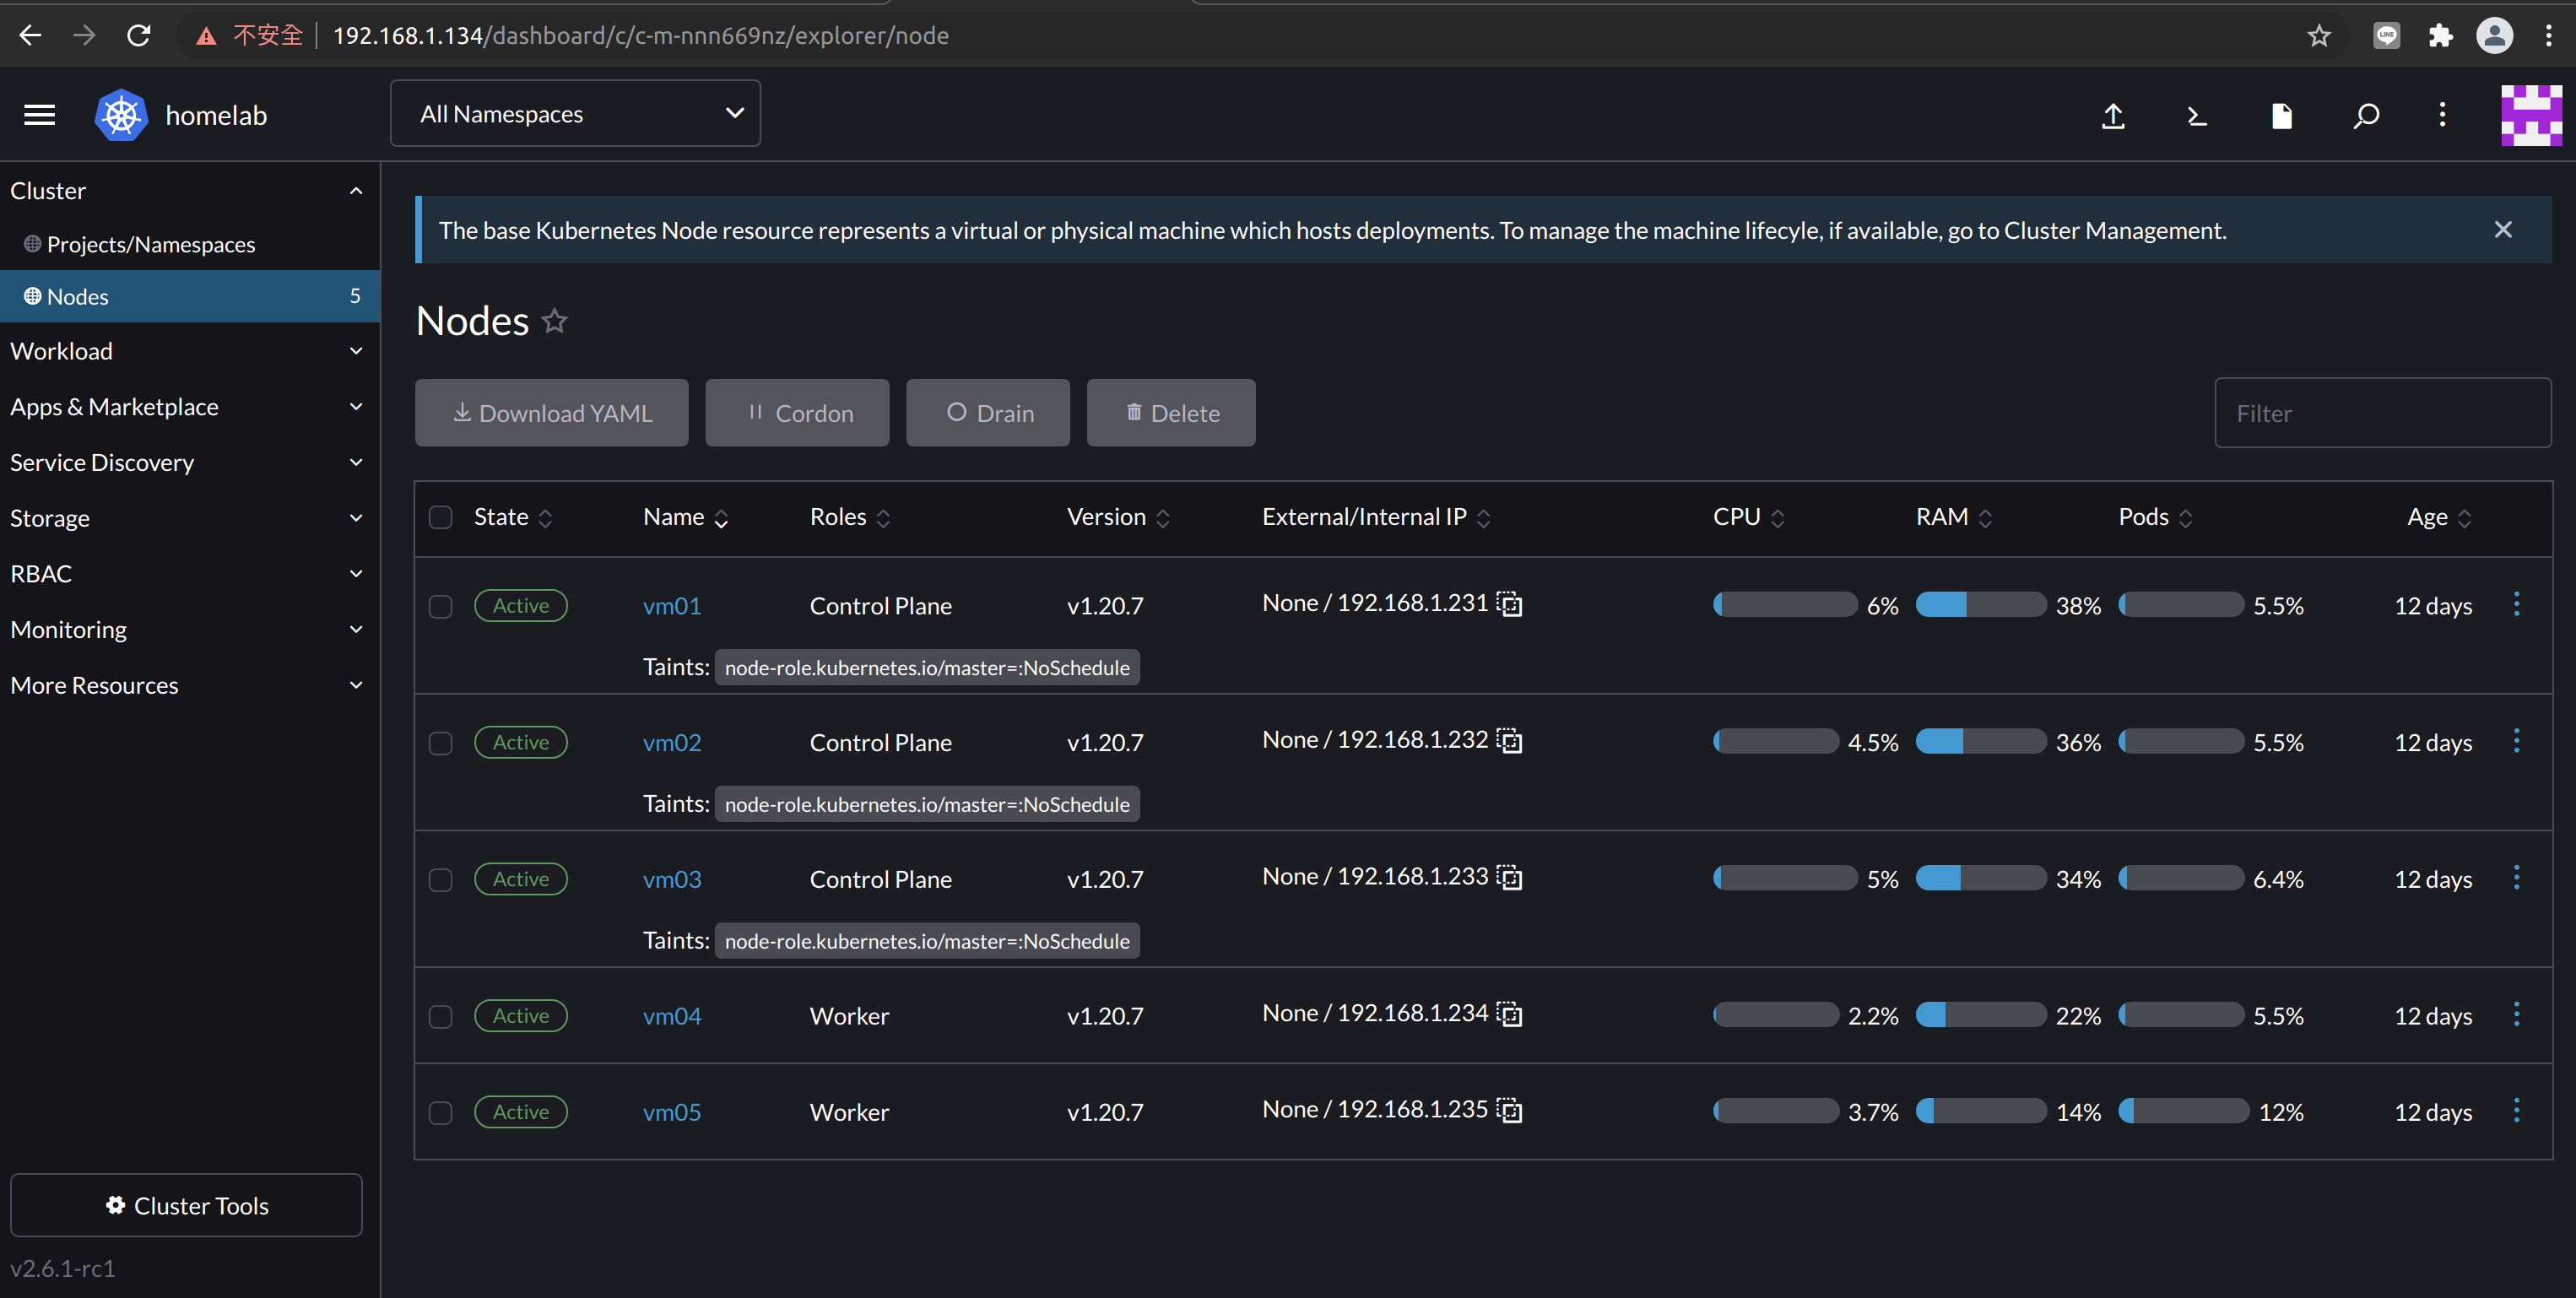 不安全 192.168.1.134/dashboard/c/c-m-nnn669nz/explorer/node
LINE
homelab All Namespaces
Cluster
Projects/Namespaces
Nodes 5
Workload
Apps & Marketplace
Service Discovery
Storage
RBAC
Monitoring
More Resources
Cluster Tools
v2.6.1-rc1
The base Kubernetes Node resource represents a virtual or physical machine which hosts deployments. To manage the machine lifecyle, if available, go to Cluster Management.
Nodes
Download YAML Cordon Drain Delete Filter
State Name Roles Version External/Internal IP CPU RAM Pods Age
Active vm01 Control Plane v1.20.7 None / 192.168.1.231 6% 38% 5.5% 12 days
Taints: node-role.kubernetes.io/master=:NoSchedule
Active vm02 Control Plane v1.20.7 None / 192.168.1.232 4.5% 36% 5.5% 12 days
Taints: node-role.kubernetes.io/master=:NoSchedule
Active vm03 Control Plane v1.20.7 None / 192.168.1.233 5% 34% 6.4% 12 days
Taints: node-role.kubernetes.io/master=:NoSchedule
Active vm04 Worker v1.20.7 None / 192.168.1.234 2.2% 22% 5.5% 12 days
Active vm05 Worker v1.20.7 None / 192.168.1.235 3.7% 14% 12% 12 days